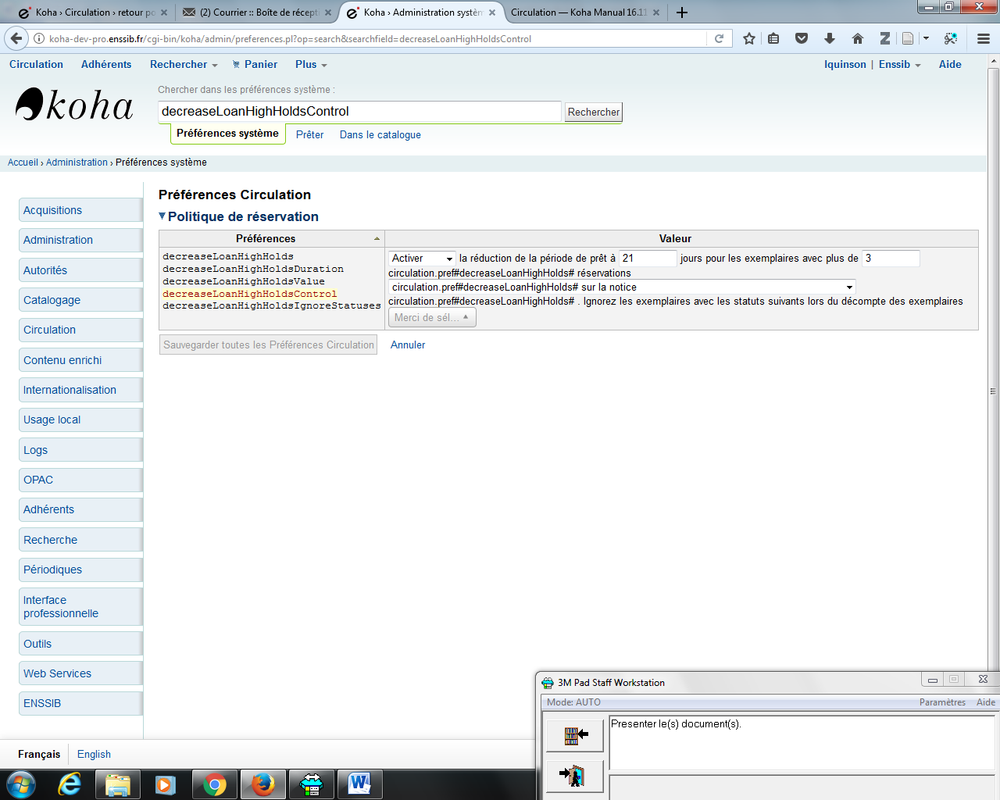 Koha › Circulation › retour po
(2) Courrier :: Boîte de récepti
Koha › Administration systèm
Circulation — Koha Manual 16.11
koha-dev-pro.enssib.fr/cgi-bin/koha/admin/preferences.pl?op=search&searchfield=decreaseLoanHighHoldsControl
Circulation Adhérents Rechercher Panier Plus
lquinson | Enssib Aide
koha
Chercher dans les préférences système :
decreaseLoanHighHoldsControl
Rechercher
Préférences système Prêter Dans le catalogue
Accueil › Administration › Préférences système
Acquisitions
Administration
Autorités
Catalogage
Circulation
Contenu enrichi
Internationalisation
Usage local
Logs
OPAC
Adhérents
Recherche
Périodiques
Interface
professionnelle
Outils
Web Services
ENSSIB
Préférences Circulation
Politique de réservation
Préférences Valeur
decreaseLoanHighHolds
decreaseLoanHighHoldsDuration
decreaseLoanHighHoldsValue
decreaseLoanHighHoldsControl
decreaseLoanHighHoldsIgnoreStatuses
Activer la réduction de la période de prêt à 21 jours pour les exemplaires avec plus de 3
circulation.pref#decreaseLoanHighHolds# réservations
circulation.pref#decreaseLoanHighHolds# sur la notice
circulation.pref#decreaseLoanHighHolds# . Ignorez les exemplaires avec les statuts suivants lors du décompte des exemplaires
Merci de sél...
Sauvegarder toutes les Préférences Circulation Annuler
Français English
3M Pad Staff Workstation
Mode: AUTO Paramètres Aide
Presenter le(s) document(s).